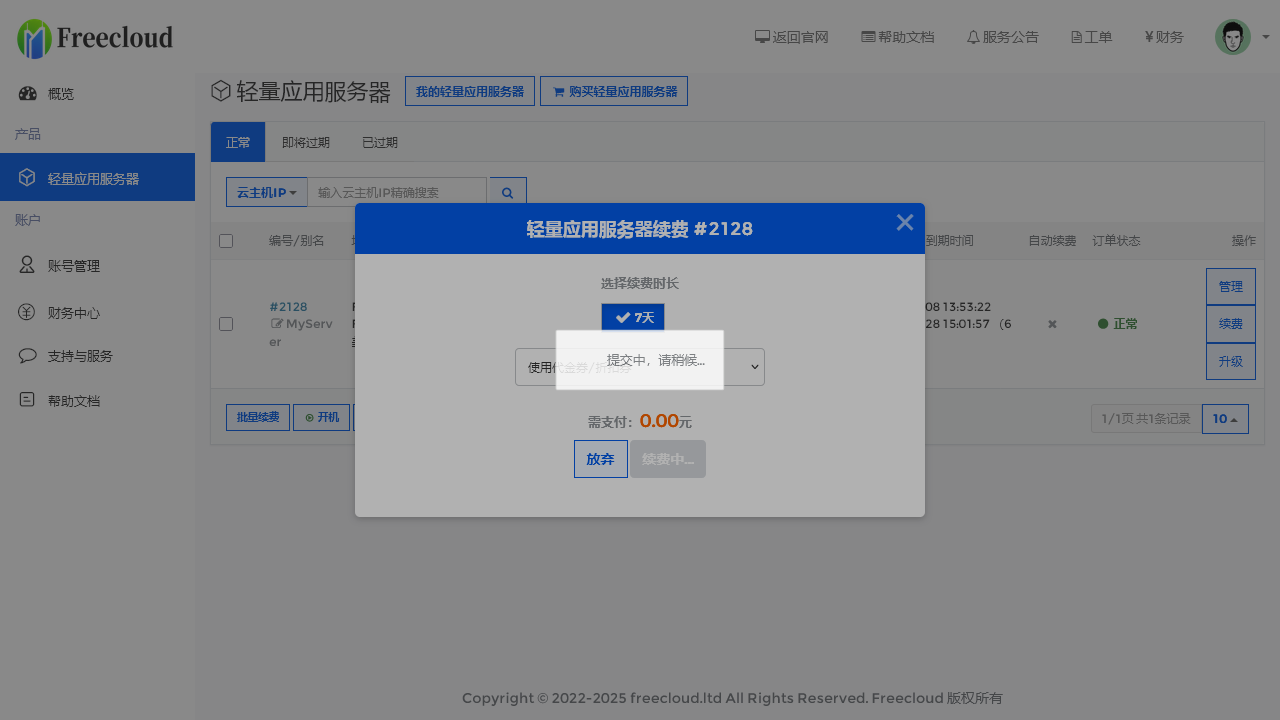 Freecloud
返回官网
帮助文档
服务公告
工单
¥财务
概览
产品
轻量应用服务器
账户
账号管理
财务中心
支持与服务
帮助文档
轻量应用服务器
我的轻量应用服务器
购买轻量应用服务器
正常
即将过期
已过期
云主机IP
输入云主机IP精确搜索
轻量应用服务器续费 #2128
×
编号/别名
到期时间
自动续费
订单状态
操作
选择续费时长
7天
提交中，请稍候...
使用代金券/折扣券
需支付：0.00元
放弃
续费中...
#2128
MyServ
er
08 13:53:22
28 15:01:57 （6
正常
管理
续费
升级
批量续费
开机
1/1页 共1条记录
10
Copyright © 2022-2025 freecloud.ltd All Rights Reserved. Freecloud 版权所有